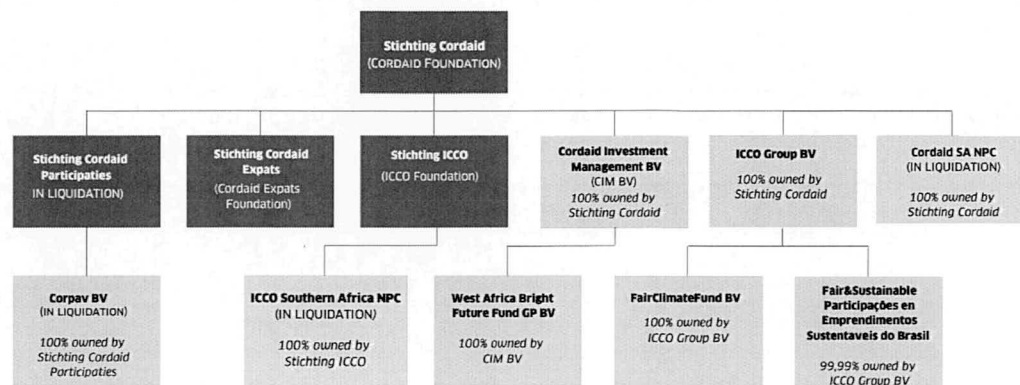 Stichting Cordaid
(CORDAID FOUNDATION)
Stichting Cordaid
Participaties
IN LIQUIDATION)
Stichting Cordaid
Expats
(Cordaid Expats
Foundation)
Stichting ICCO
(ICCO Foundation)
Cordaid Investment
Management BV
(CIM BV)
100% owned by
Stichting Cordaid
ICCO Group BV
100% owned by
Stichting Cordaid
Cordaid SA NPC
(IN LIQUIDATION)
100% owned by
Stichting Cordaid
Corpav BV
(IN LIQUIDATION)
100% owned by
Stichting Cordaid
Participaties
ICCO Southern Africa NPC
(IN LIQUIDATION)
100% owned by
Stichting ICCO
West Africa Bright
Future Fund GP BV
100% owned by
CIM BV
FairClimateFund BV
100% owned by
ICCO Group BV
Fair&Sustainable
Participações en
Emprendimentos
Sustentaveis do Brasil
99,99% owned by
ICCO Group BV